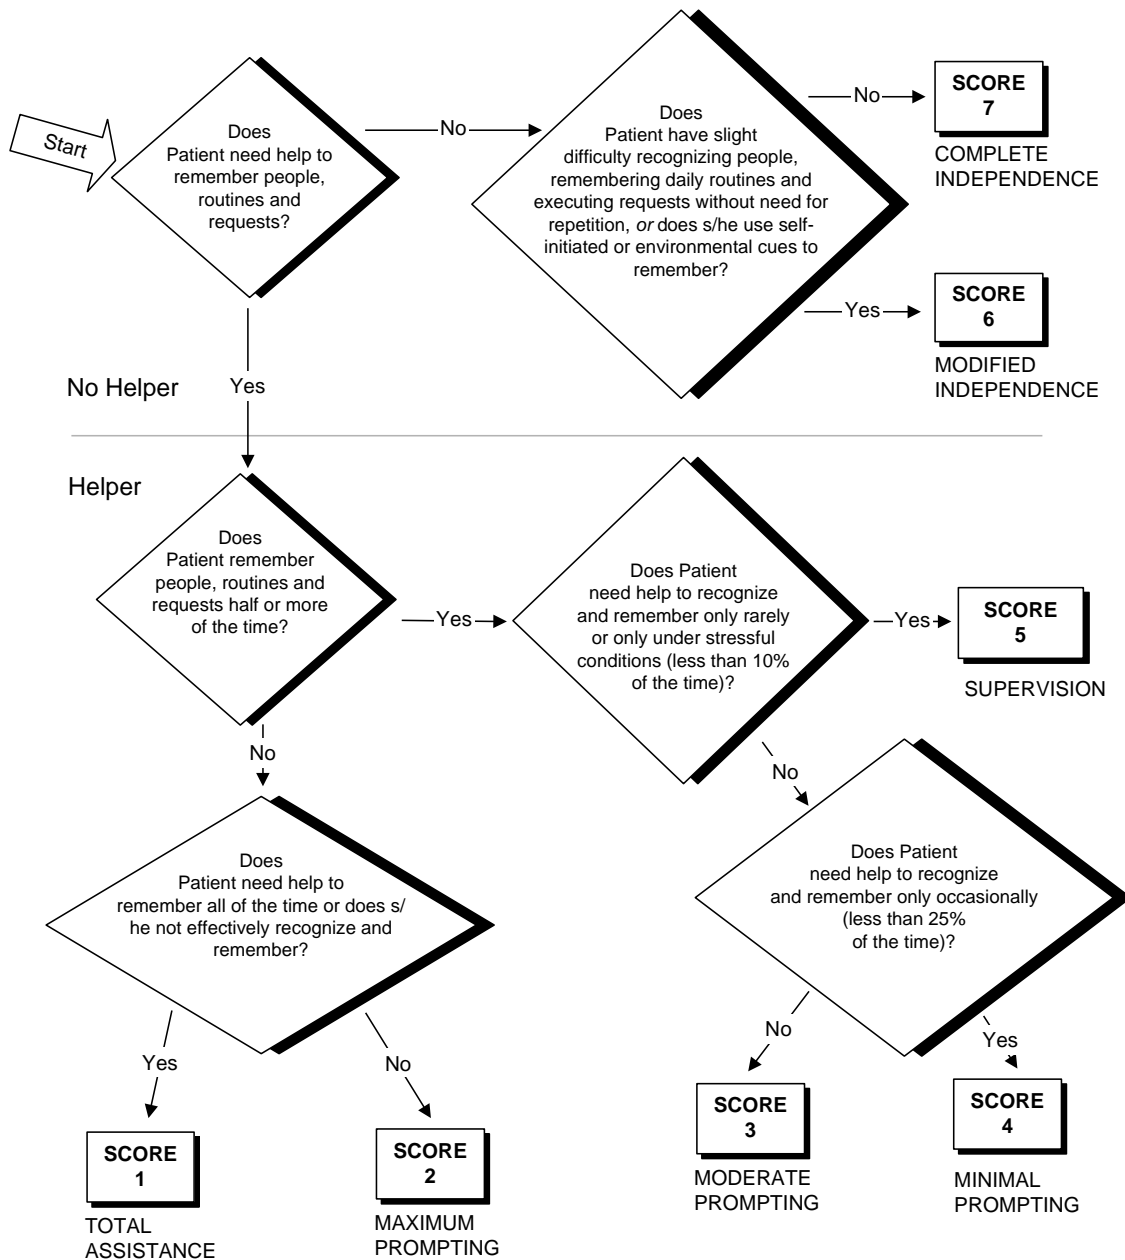 Start
Does
Patient need help to
remember people,
routines and
requests?
No
Does
Patient have slight
difficulty recognizing people,
remembering daily routines and
executing requests without need for
repetition, or does s/he use self-
initiated or environmental cues to
remember?
No
SCORE
7
COMPLETE
INDEPENDENCE
Yes
SCORE
6
MODIFIED
INDEPENDENCE
No Helper
Yes
Helper
Does
Patient remember
people, routines and
requests half or more
of the time?
Yes
Does Patient
need help to recognize
and remember only rarely
or only under stressful
conditions (less than 10%
of the time)?
Yes
SCORE
5
SUPERVISION
No
No
Does
Patient need help to
remember all of the time or does s/
he not effectively recognize and
remember?
Does Patient
need help to recognize
and remember only occasionally
(less than 25%
of the time)?
Yes
No
No
Yes
SCORE
1
TOTAL
ASSISTANCE
SCORE
2
MAXIMUM
PROMPTING
SCORE
3
MODERATE
PROMPTING
SCORE
4
MINIMAL
PROMPTING